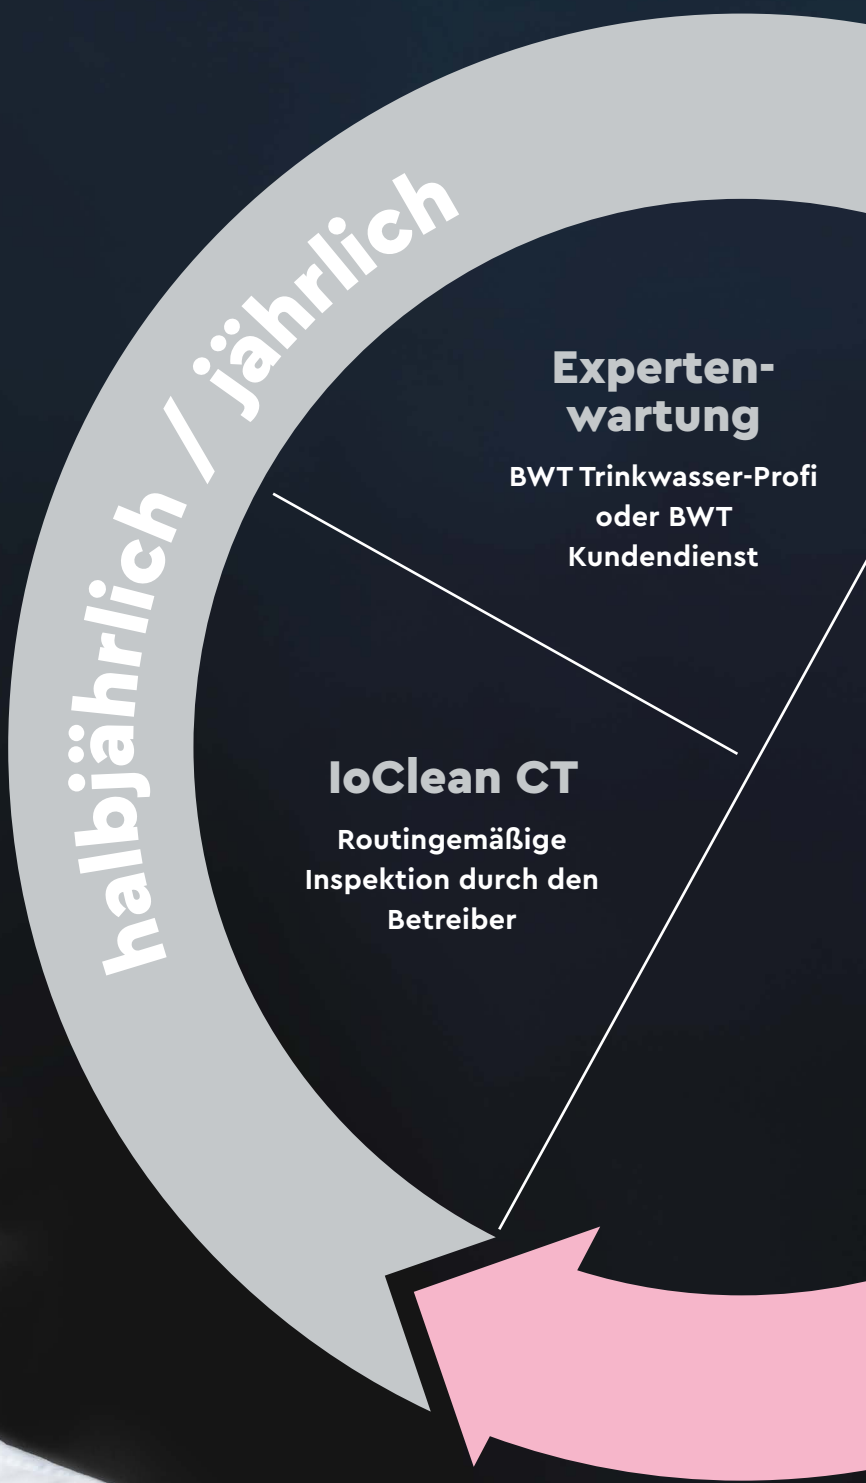 halbjährlich / jährlich
Experten-
wartung
BWT Trinkwasser-Profi
oder BWT
Kundendienst
IoClean CT
Routingemäßige
Inspektion durch den
Betreiber